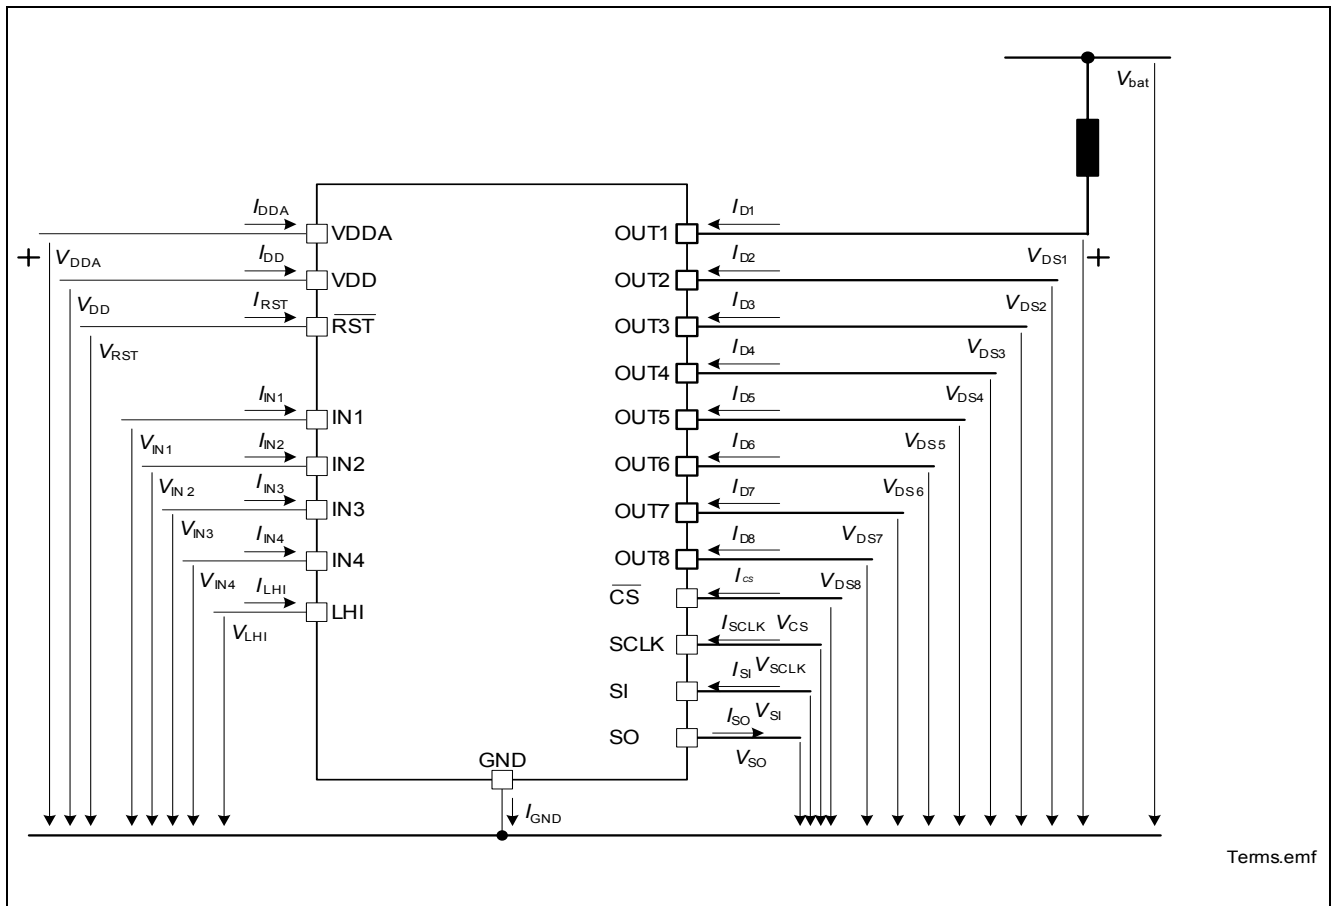 Vbat
IDDA
VDDA
OUT1
ID1
VDDA
VDS1
+
+
IDD
VDD
OUT2
ID2
VDD
VDS2
IRST
RST
OUT3
ID3
VRST
VDS3
OUT4
ID4
VDS4
IIN1
IN1
OUT5
ID5
VIN1
VDS5
IIN2
IN2
OUT6
ID6
VIN2
VDS6
IIN3
IN3
OUT7
ID7
VIN3
VDS7
IIN4
IN4
OUT8
ID8
VIN4
VDS8
ILHI
LHI
CS
Ics
VLHI
VCS
SCLK
ISCLK
VSCLK
SI
ISI
VSI
SO
ISO
VSO
GND
IGND
Terms.emf